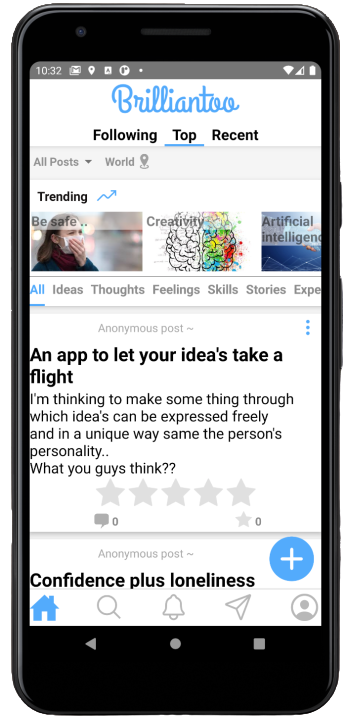 10:32
Brilliantoo
Following Top Recent
All Posts World
Trending
Be safe .. Creativity Artificial
intelligenc
All Ideas Thoughts Feelings Skills Stories Expe
Anonymous post ~
An app to let your idea's take a
flight
I'm thinking to make some thing through
which idea's can be expressed freely
and in a unique way same the person's
personality..
What you guys think??
0 0
Anonymous post ~
Confidence plus loneliness